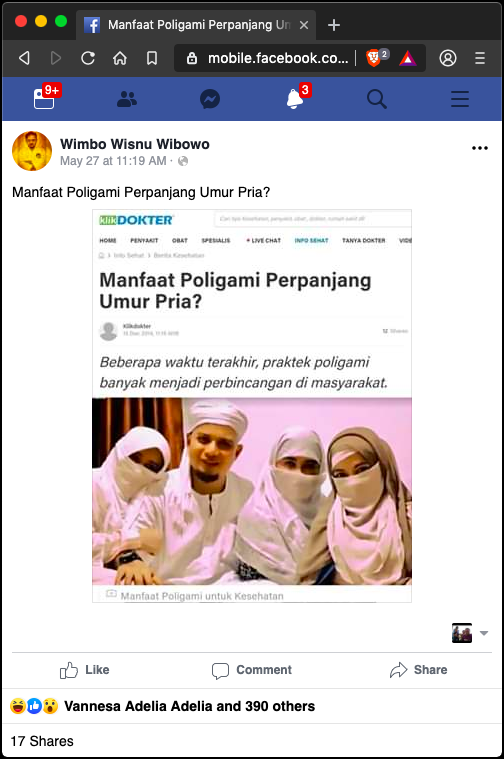 Manfaat Poligami Perpanjang Un
mobile.facebook.co...
2
9+
3
Wimbo Wisnu Wibowo
May 27 at 11:19 AM ·
Manfaat Poligami Perpanjang Umur Pria?
klikDOKTER
Cari tips kesehatan, penyakit, obat, dokter, rumah sakit di!
HOME PENYAKIT OBAT SPESIALIS LIVE CHAT INFO SEHAT TANYA DOKTER VIDE
Info Sehat Berita Kesehatan
Manfaat Poligami Perpanjang
Umur Pria?
Klikdokter
12 Shares
Beberapa waktu terakhir, praktek poligami
banyak menjadi perbincangan di masyarakat.
Manfaat Poligami untuk Kesehatan
Like Comment Share
Vannesa Adelia Adelia and 390 others
17 Shares